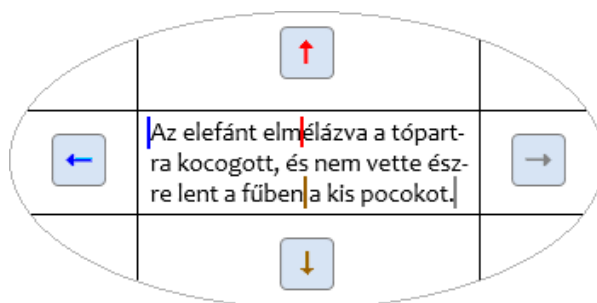 Az elefánt elmélázva a tópart-
ra kocogott, és nem vette ész-
re lent a fűben a kis pocokot.